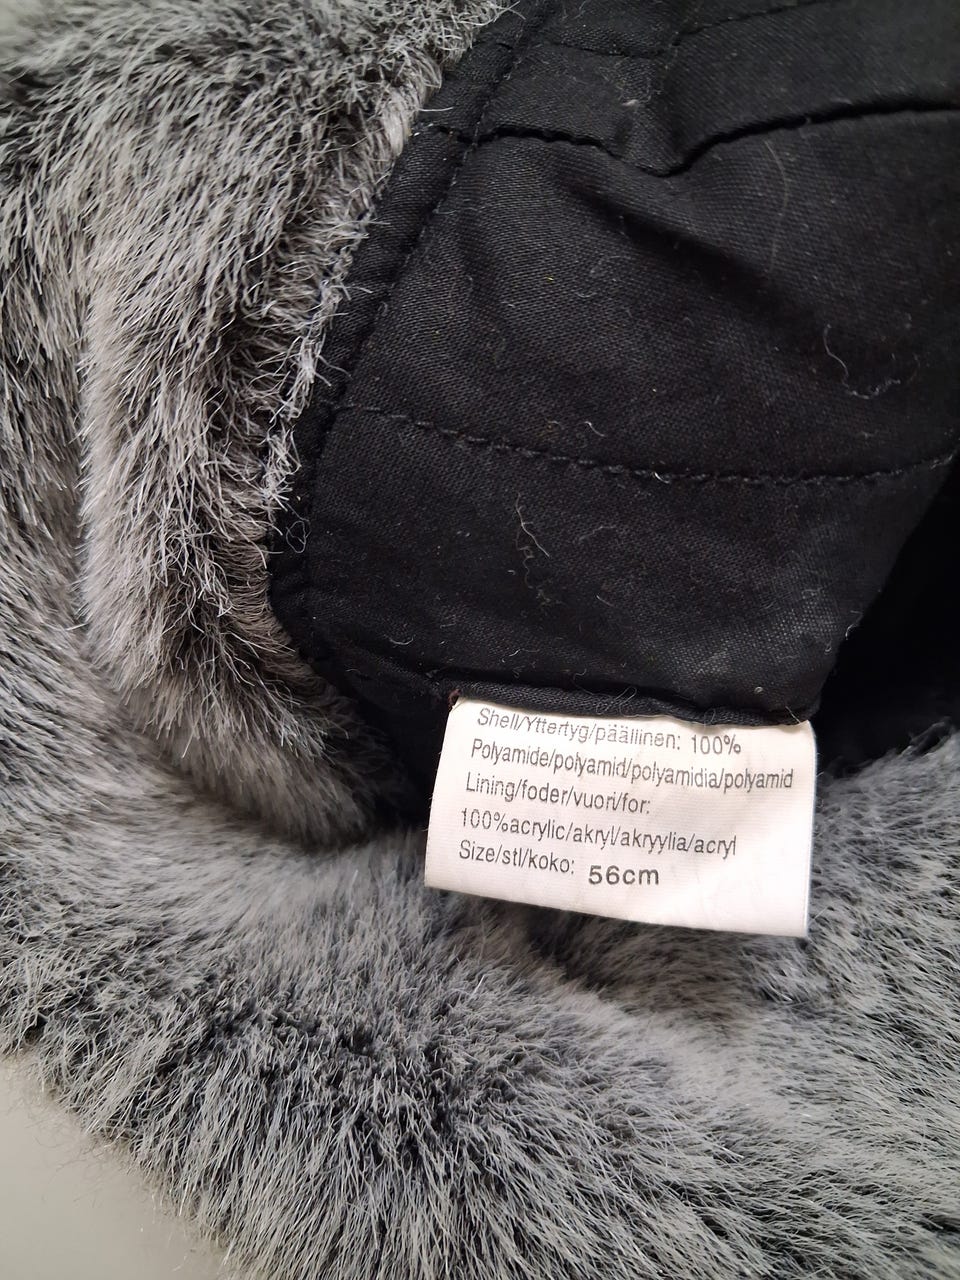 Shell/Yttertyg/päällinen: 100%
Polyamide/polyamid/polyamidia/polyamid
Lining/foder/vuori/for:
100%acrylic/akryl/akryylia/acryl
Size/stl/koko: 56cm